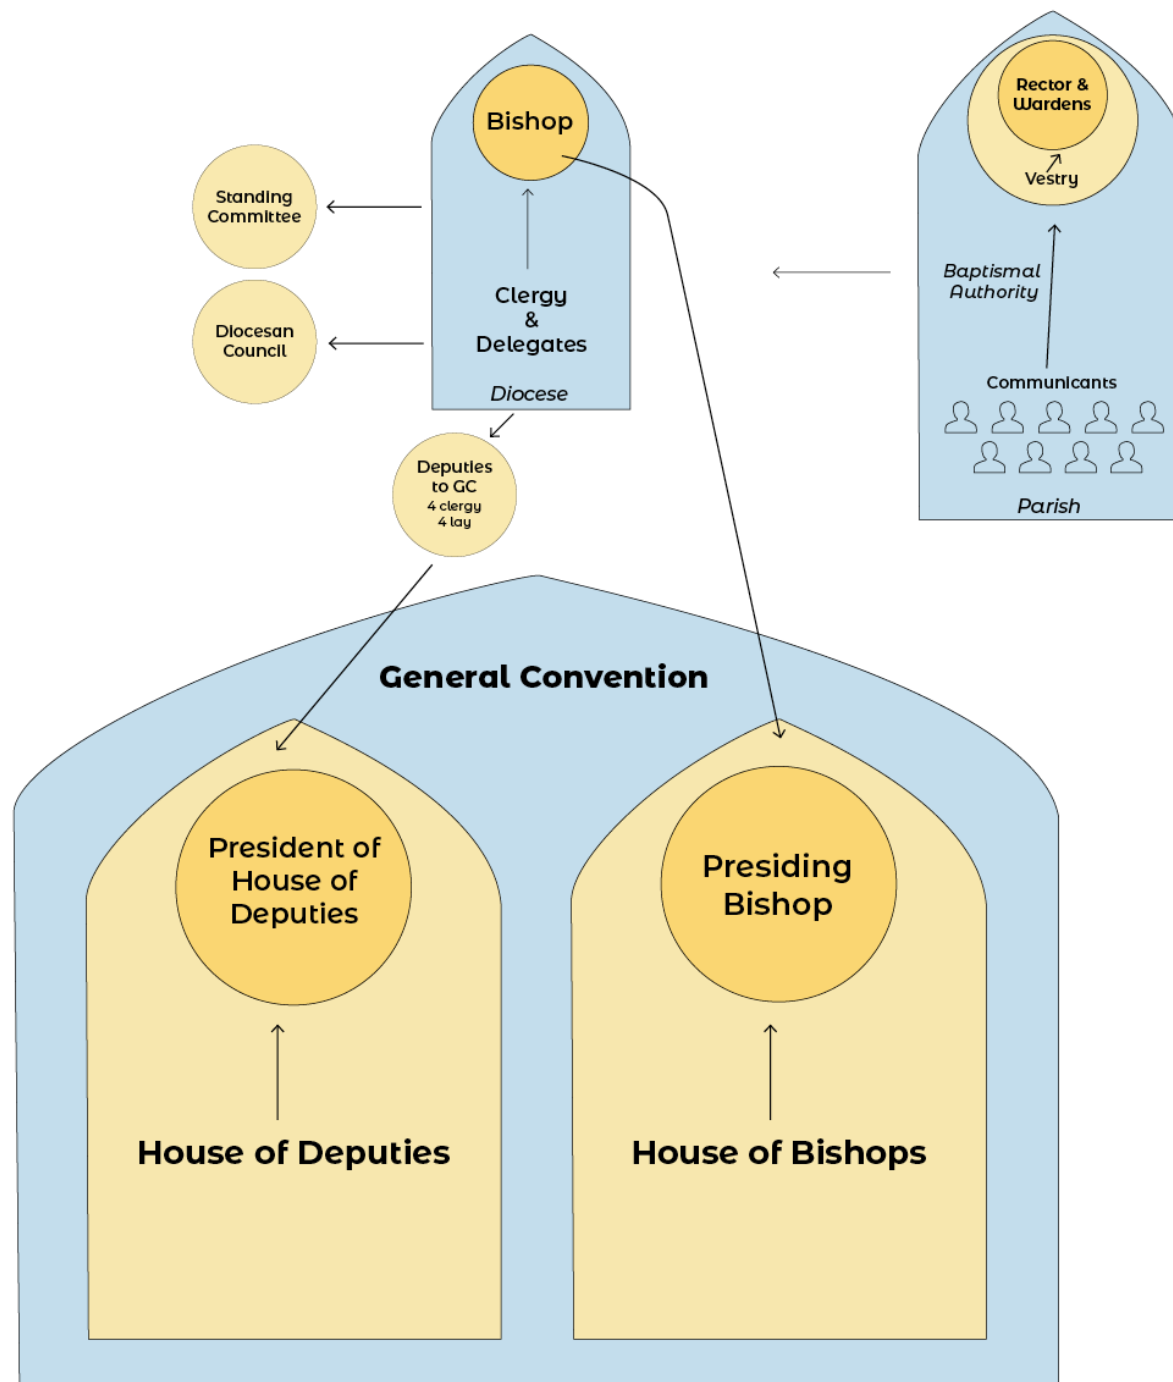 Bishop
Clergy
&
Delegates
Diocese
Standing
Committee
Diocesan
Council
Deputies
to GC
4 clergy
4 lay
Rector &
Wardens
Vestry
Baptismal
Authority
Communicants
Parish
General Convention
President of
House of
Deputies
House of Deputies
Presiding
Bishop
House of Bishops